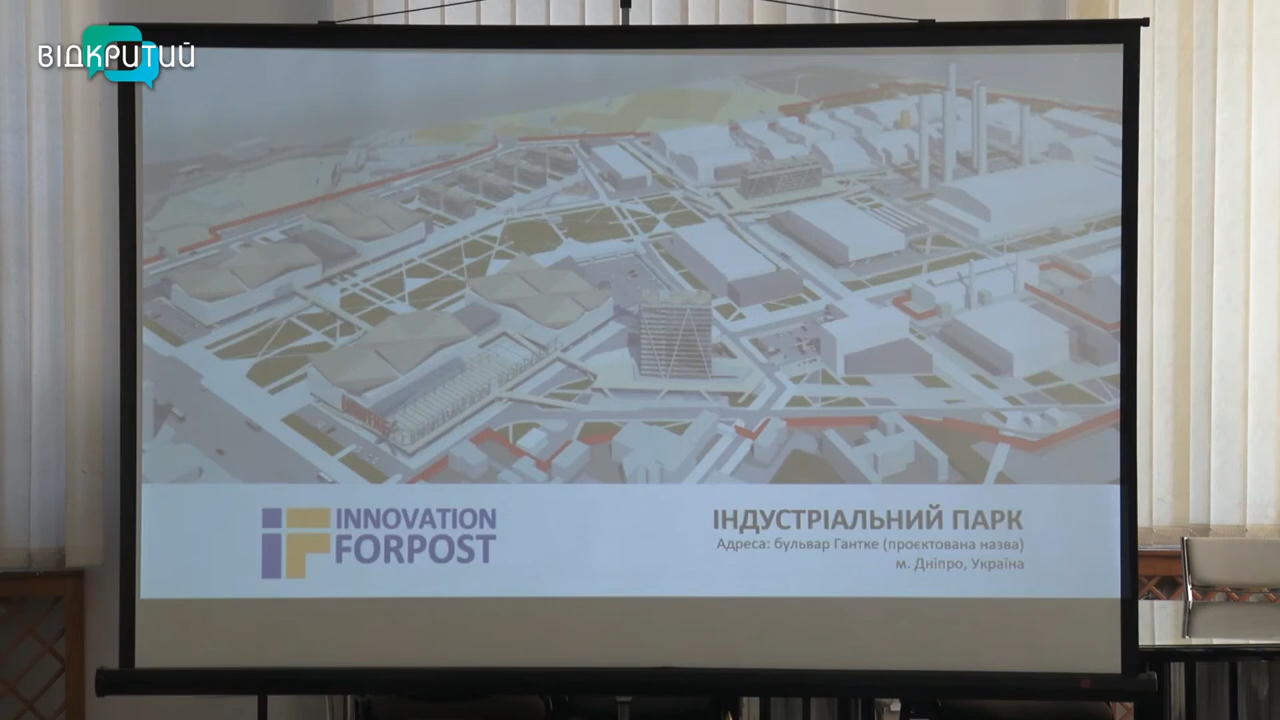 ВІДКРИТИЙ
INNOVATION
FORPOST
ІНДУСТРІАЛЬНИЙ ПАРК
Адреса: бульвар Гантке (проєктована назва)
м. Дніпро, Україна